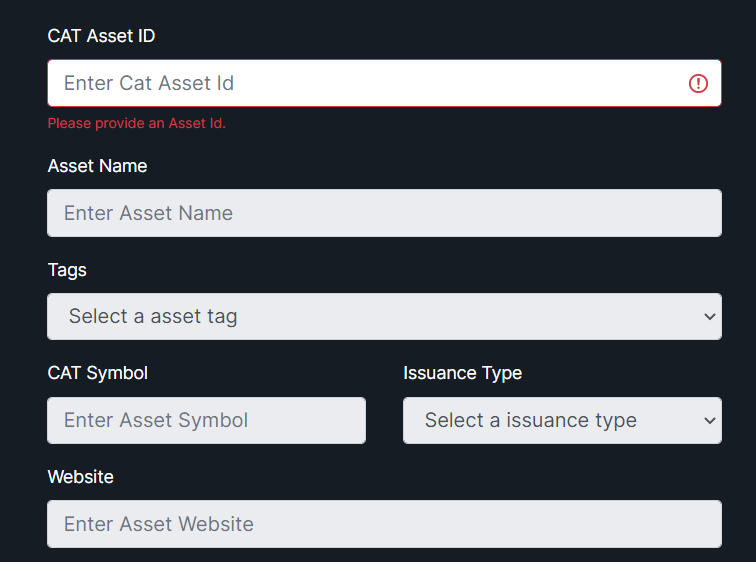 CAT Asset ID
Enter Cat Asset Id
Please provide an Asset Id.
Asset Name
Enter Asset Name
Tags
Select a asset tag
CAT Symbol
Issuance Type
Enter Asset Symbol
Select a issuance type
Website
Enter Asset Website